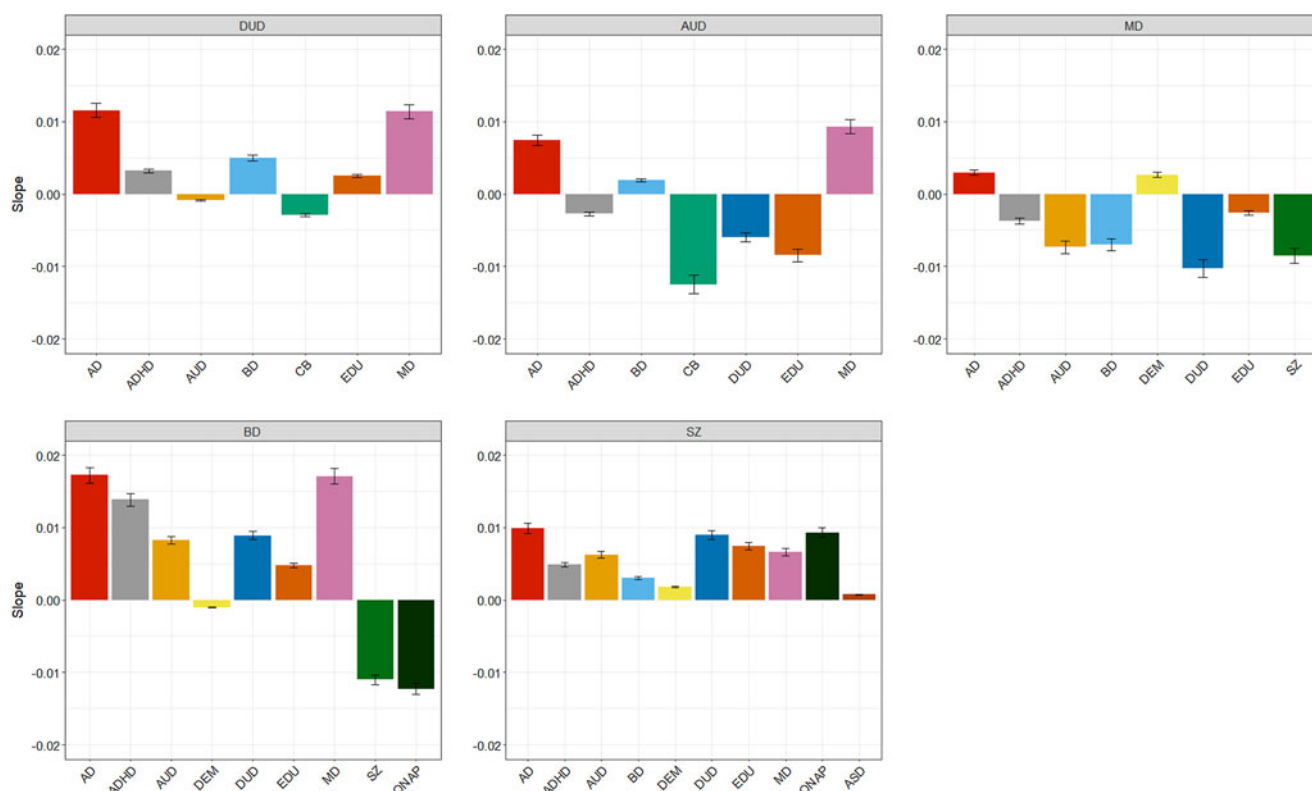 DUD
AUD
MD
0.02
0.01
0.00
-0.01
-0.02
Slope
AD ADHD AUD BD CB EDU MD
0.02
0.01
0.00
-0.01
-0.02
AD ADHD BD CB DUD EDU MD
0.02
0.01
0.00
-0.01
-0.02
AD ADHD AUD BD DEM DUD EDU SZ
BD
SZ
0.02
0.01
0.00
-0.01
-0.02
Slope
AD ADHD AUD DEM DUD EDU MD SZ ONAP
0.02
0.01
0.00
-0.01
-0.02
AD ADHD AUD BD DEM DUD EDU MD ONAP ASD